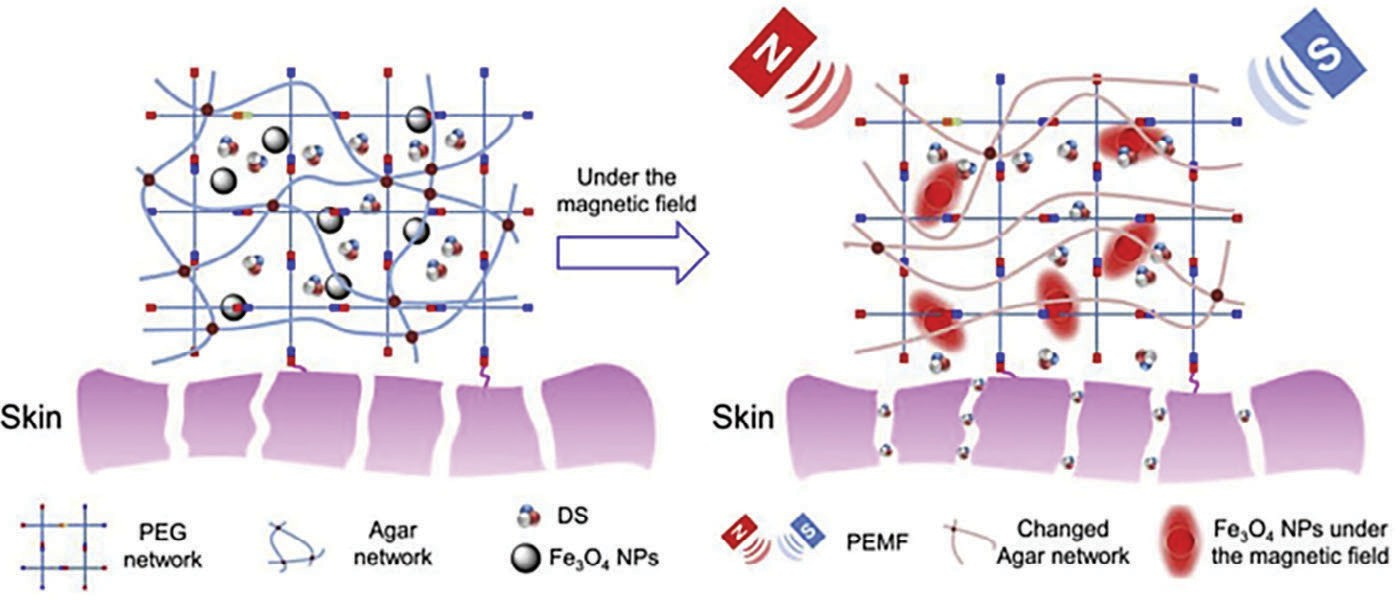 N
S
Under the
magnetic field
Skin
Skin
PEG
network
Agar
network
DS
Fe₃O₄ NPs
N
S
PEMF
Changed
Agar network
Fe₃O₄ NPs under
the magnetic field